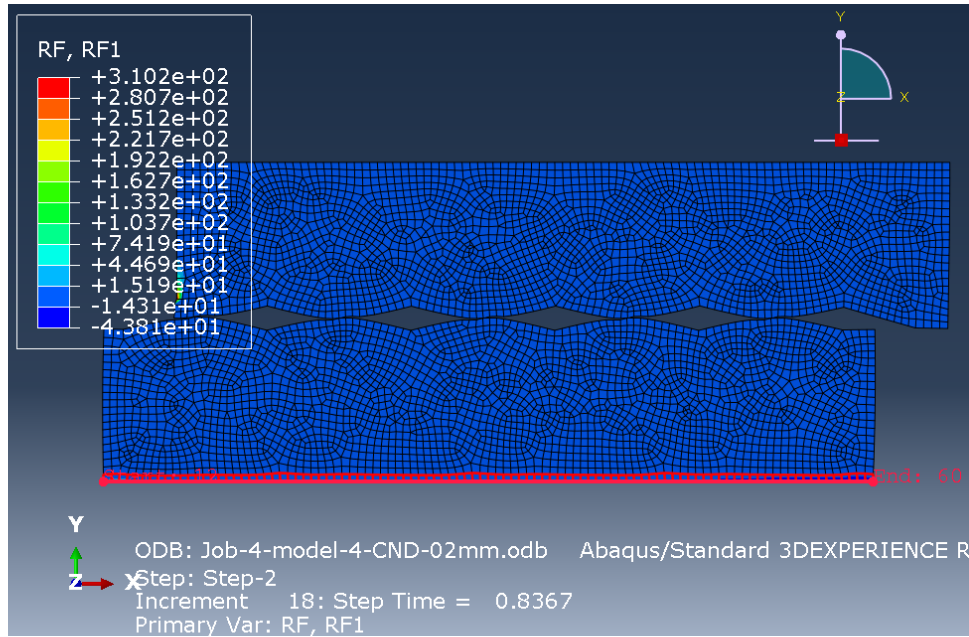 RF, RF1
+3.102e+02
+2.807e+02
+2.512e+02
+2.217e+02
+1.922e+02
+1.627e+02
+1.332e+02
+1.037e+02
+7.419e+01
+4.469e+01
+1.519e+01
-1.431e+01
-4.381e+01
Y
Z
X
End: 60
Y
Z
X
ODB: Job-4-model-4-CND-02mm.odb Abaqus/Standard 3DEXPERIENCE R
Step: Step-2
Increment 18: Step Time = 0.8367
Primary Var: RF, RF1